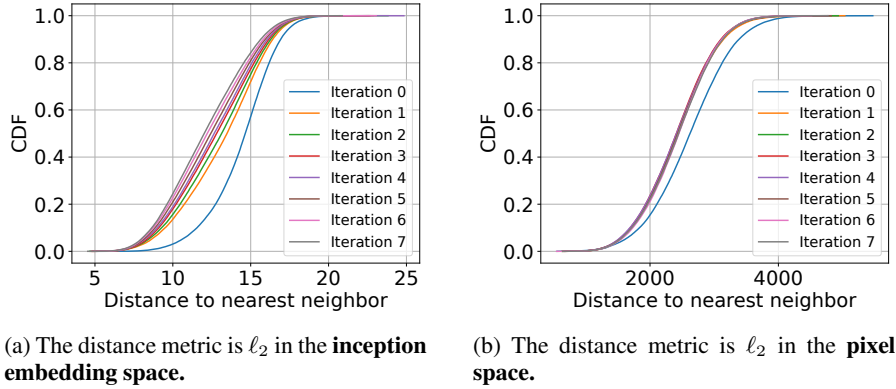 1.0
0.8
0.6
0.4
0.2
0.0
CDF
Iteration 0
Iteration 1
Iteration 2
Iteration 3
Iteration 4
Iteration 5
Iteration 6
Iteration 7
5 10 15 20 25
Distance to nearest neighbor
1.0
0.8
0.6
0.4
0.2
0.0
CDF
Iteration 0
Iteration 1
Iteration 2
Iteration 3
Iteration 4
Iteration 5
Iteration 6
Iteration 7
2000 4000
Distance to nearest neighbor
(a) The distance metric is ℓ₂ in the inception
embedding space.
(b) The distance metric is ℓ₂ in the pixel
space.